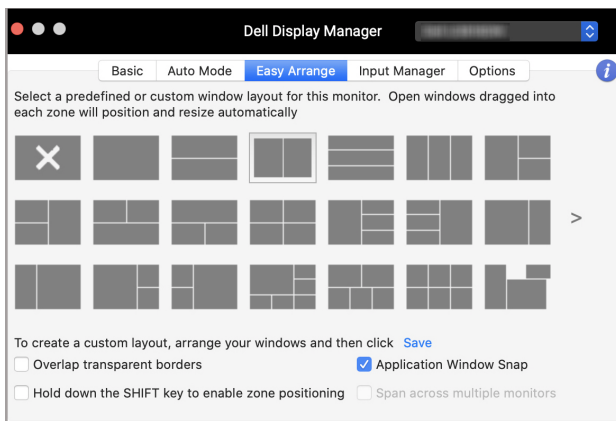 Dell Display Manager
Basic Auto Mode Easy Arrange Input Manager Options
Select a predefined or custom window layout for this monitor. Open windows dragged into
each zone will position and resize automatically
>
To create a custom layout, arrange your windows and then click Save
Overlap transparent borders Application Window Snap
Hold down the SHIFT key to enable zone positioning Span across multiple monitors